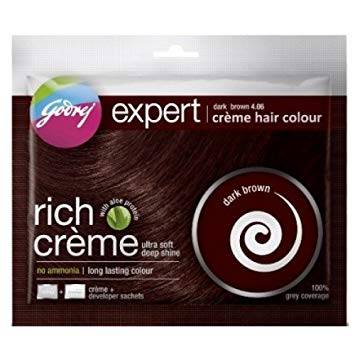 Godrej
expert
dark brown 4.06
crème hair colour
with aloe protein
rich
crème
ultra soft
deep shine
no ammonia | long lasting colour
+ crème +
developer sachets
dark brown
100%
grey coverage